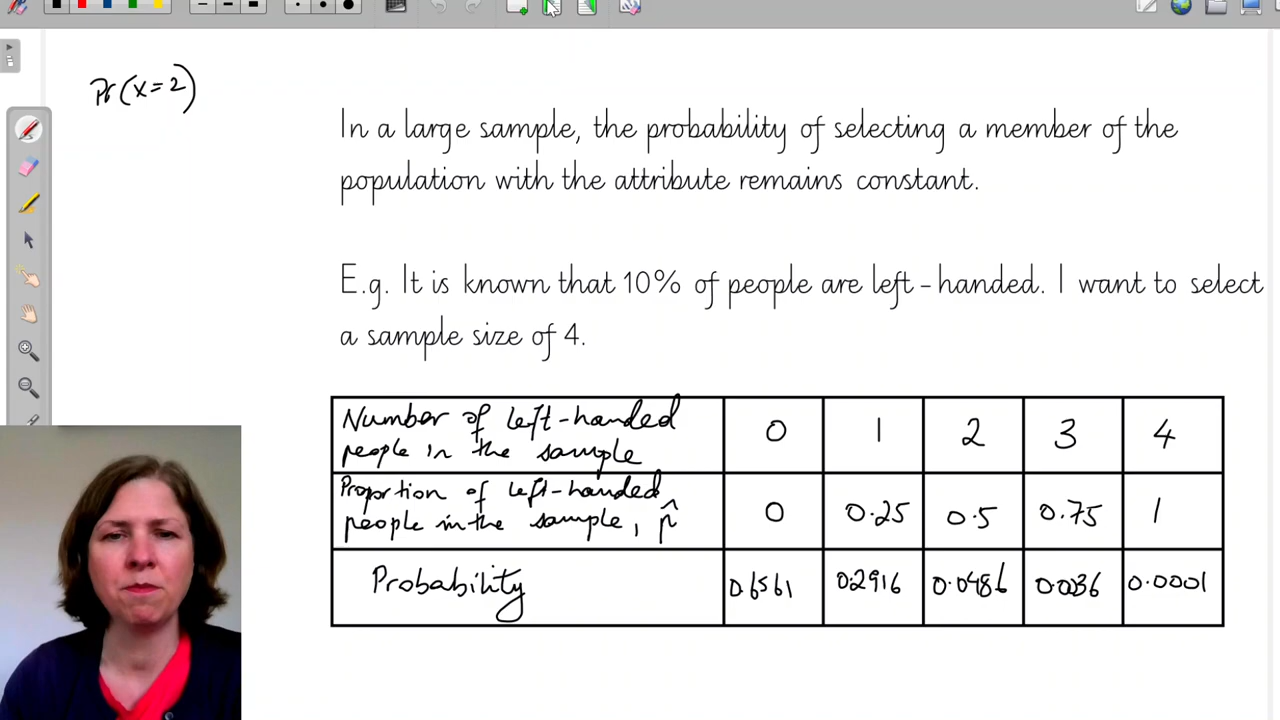 Pr(x=2)
In a large sample, the probability of selecting a member of the
population with the attribute remains constant.
E.g. It is known that 10% of people are left-handed. I want to select
a sample size of 4.
Number of left-handed
people in the sample
0 1 2 3 4
Proportion of left-handed
people in the sample, p̂
0 0.25 0.5 0.75 1
Probability 0.6561 0.2916 0.0486 0.0036 0.0001